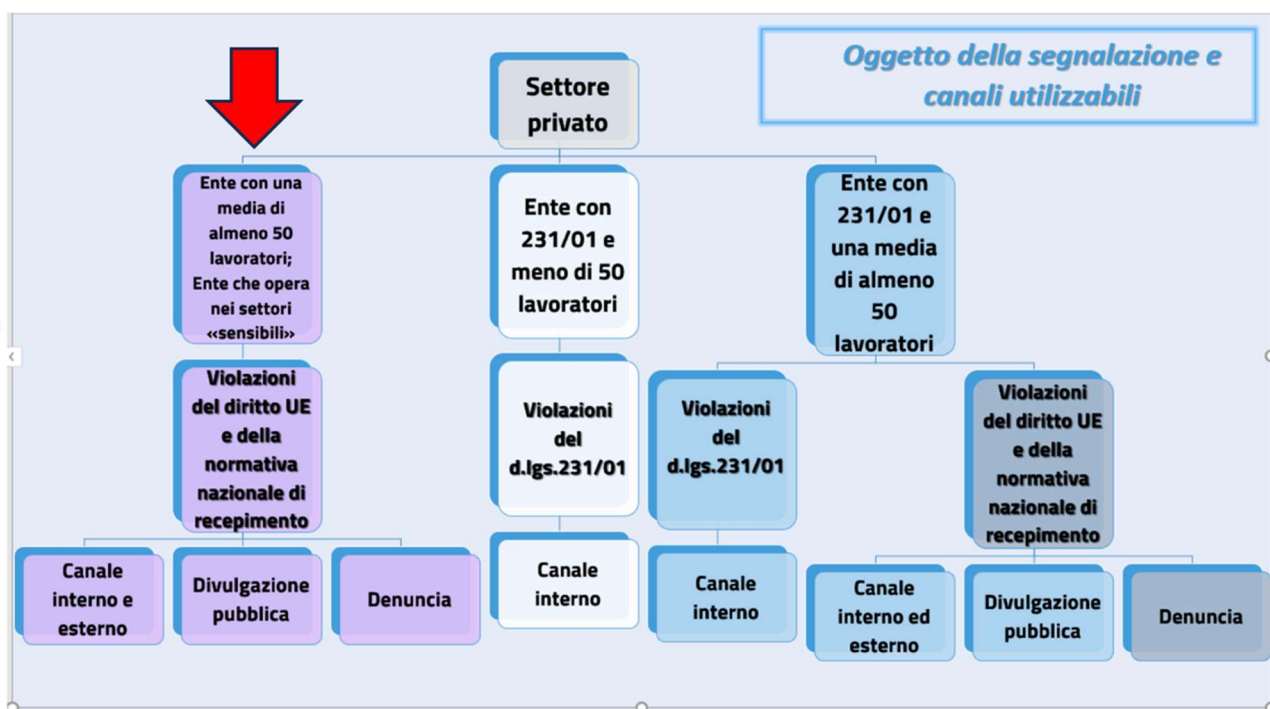 Oggetto della segnalazione e
canali utilizzabili
Settore
privato
Ente con una
media di
almeno 50
lavoratori;
Ente che opera
nei settori
«sensibili»
Ente con
231/01 e
meno di 50
lavoratori
Ente con
231/01 e
una media
di almeno
50
lavoratori
Violazioni
del diritto UE
e della
normativa
nazionale di
recepimento
Violazioni
del
d.lgs.231/01
Violazioni
del
d.lgs.231/01
Violazioni
del diritto UE
e della
normativa
nazionale di
recepimento
Canale
interno e
esterno
Divulgazione
pubblica
Denuncia
Canale
interno
Canale
interno
Canale
interno ed
esterno
Divulgazione
pubblica
Denuncia